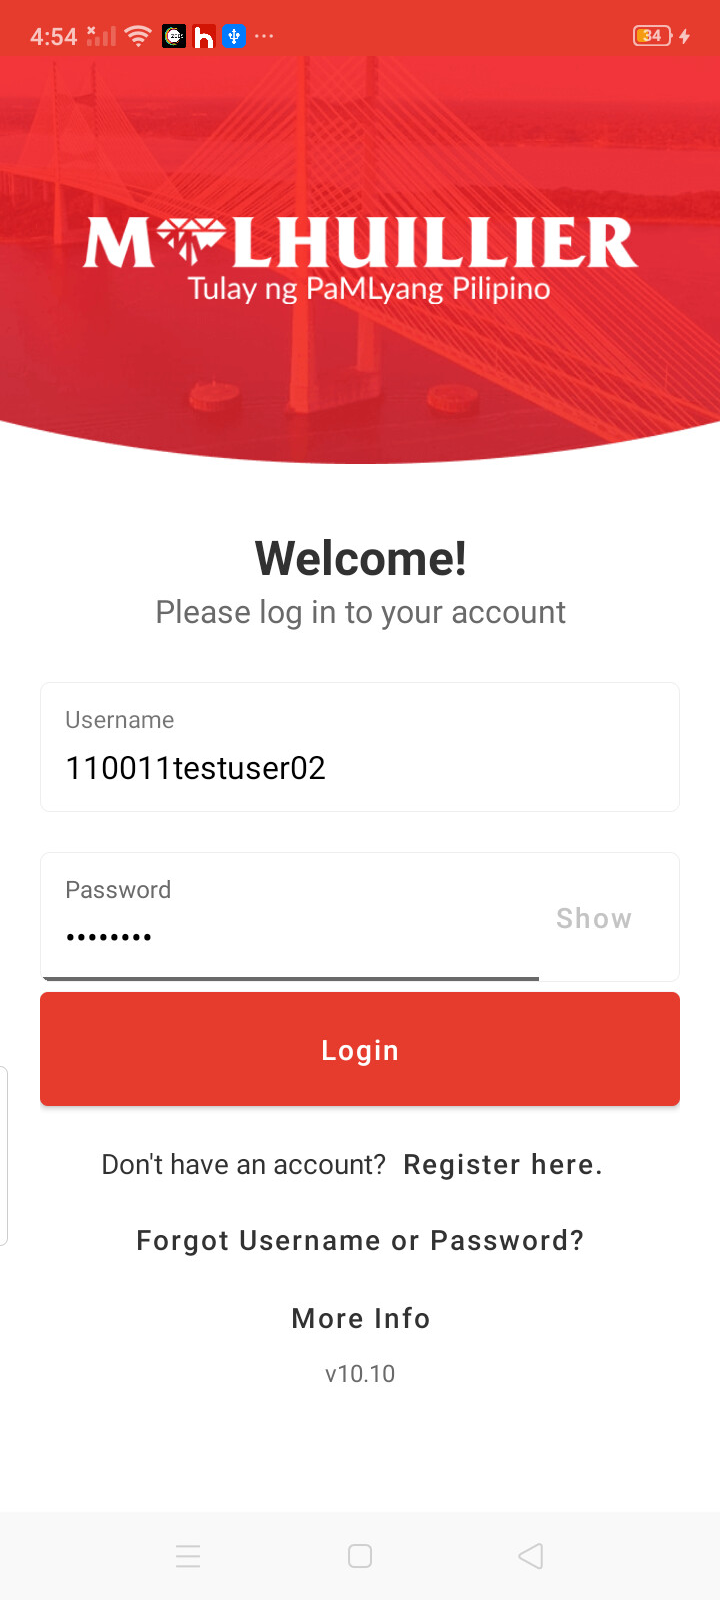 4:54
34
M LHUILLIER
Tulay ng PaMLyang Pilipino
Welcome!
Please log in to your account
Username
110011testuser02
Password
••••••••
Show
Login
Don't have an account? Register here.
Forgot Username or Password?
More Info
v10.10